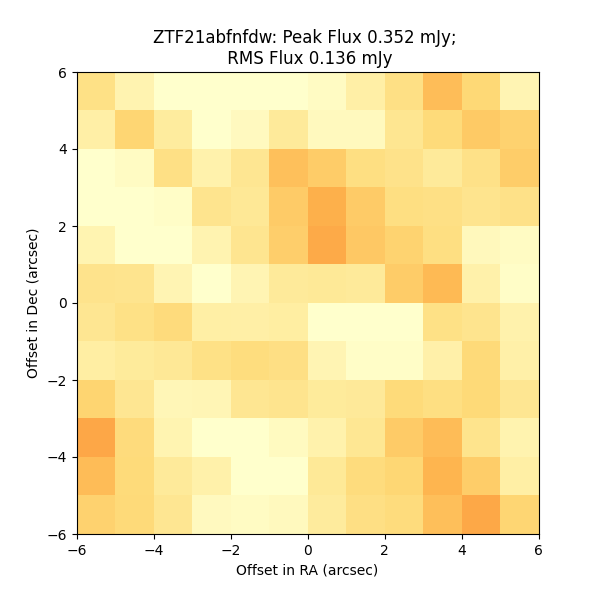 ZTF21abfnfdw: Peak Flux 0.352 mJy;
RMS Flux 0.136 mJy
6
4
2
0
−2
−4
−6
Offset in Dec (arcsec)
−6 −4 −2 0 2 4 6
Offset in RA (arcsec)